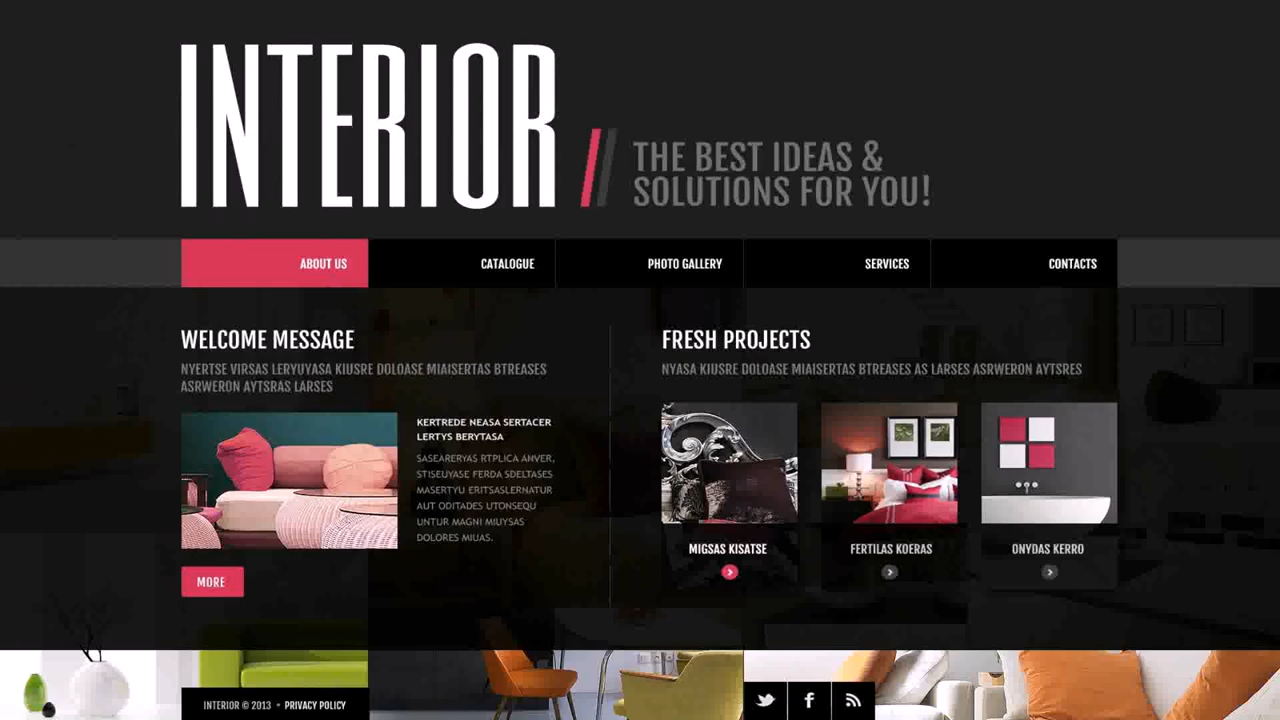 INTERIOR
// THE BEST IDEAS &
SOLUTIONS FOR YOU!
ABOUT US
CATALOGUE
PHOTO GALLERY
SERVICES
CONTACTS
WELCOME MESSAGE
NYERTSE VIRSAS LERYUYASA KIUSRE DOLOASE MIAISERTAS BTREASES
ASRWERON AYTSRAS LARSES
KERTREDE NEASA SERTACER
LERTYS BERYTASA
SASEARERYAS RTPLICA ANVER,
STISEUYASE FERDA SDELTASES
MASERTYU ERITSASLERNATUR
AUT ODITADES UTONSEQU
UNTUR MAGNI MIUYSAS
DOLORES MIUAS.
MORE
FRESH PROJECTS
NYASA KIUSRE DOLOASE MIAISERTAS BTREASES AS LARSES ASRWERON AYTSRES
MIGSAS KISATSE
FERTILAS KOERAS
ONYDAS KERRO
INTERIOR © 2013 • PRIVACY POLICY